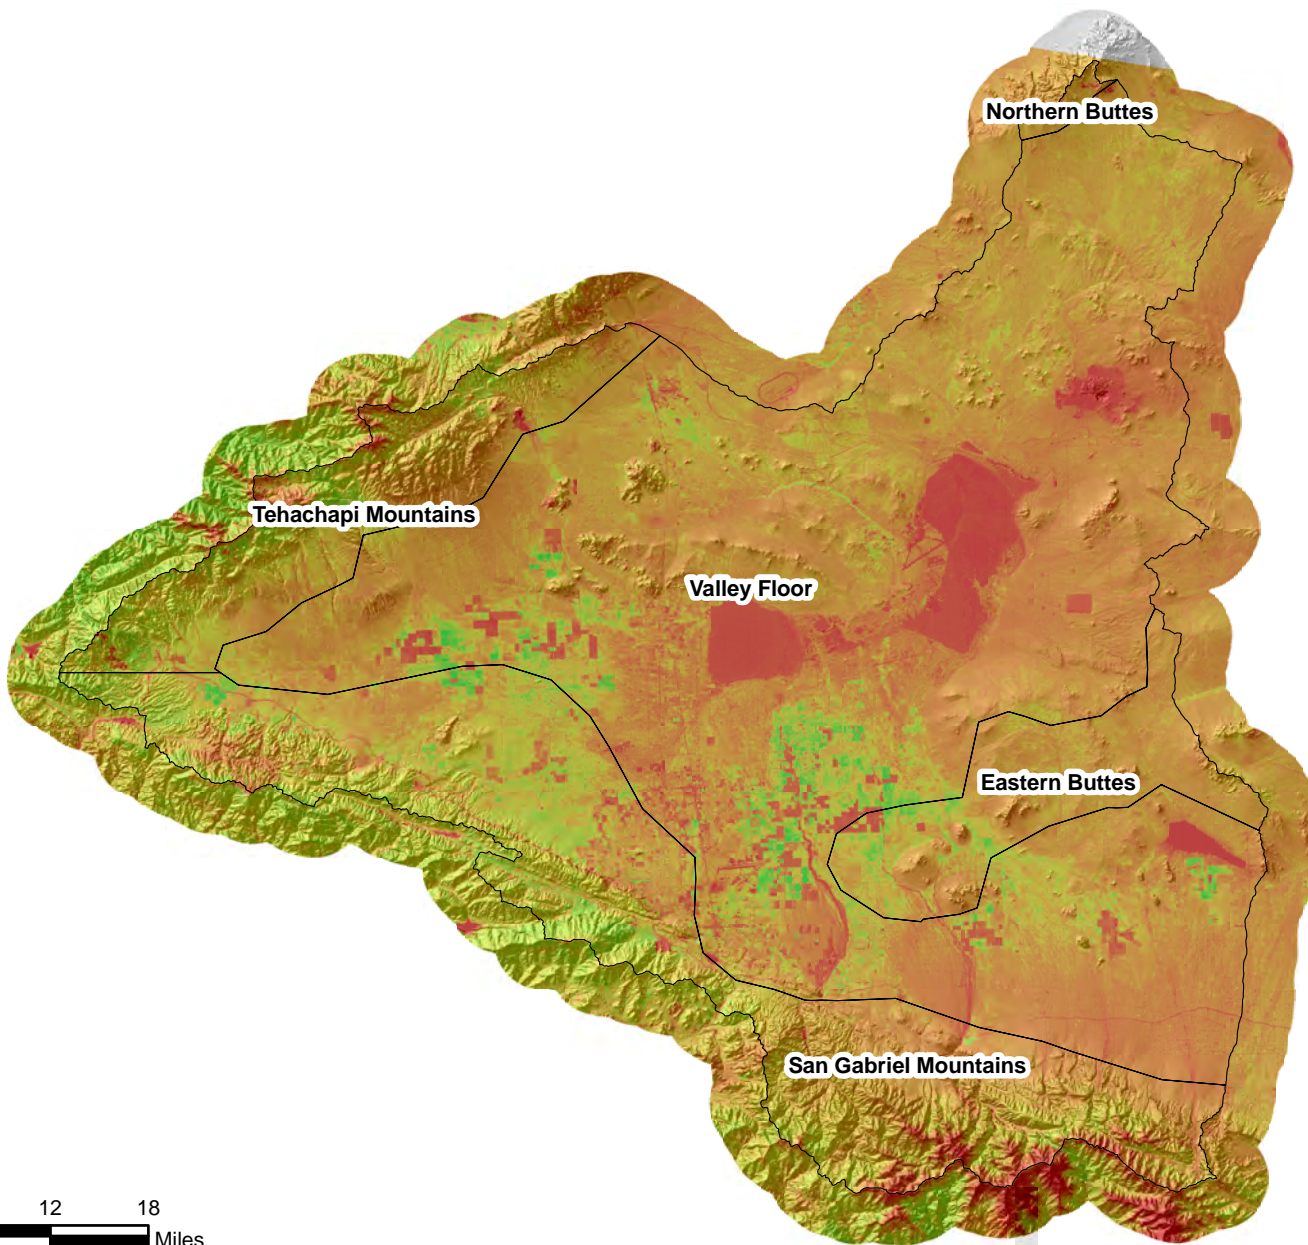 Northern Buttes
Tehachapi Mountains
Valley Floor
Eastern Buttes
San Gabriel Mountains
12 18
Miles